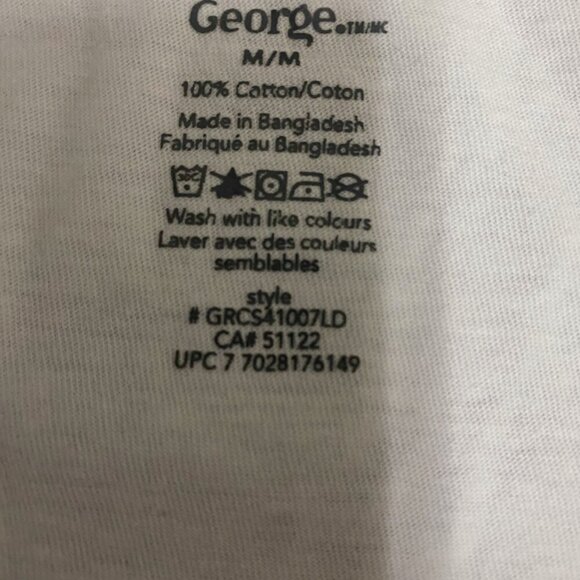 George.TM/MC
M/M
100% Cotton/Coton
Made in Bangladesh
Fabriqué au Bangladesh
30C
Wash with like colours
Laver avec des couleurs
semblables
style
# GRCS41007LD
CA# 51122
UPC 7 7028176149